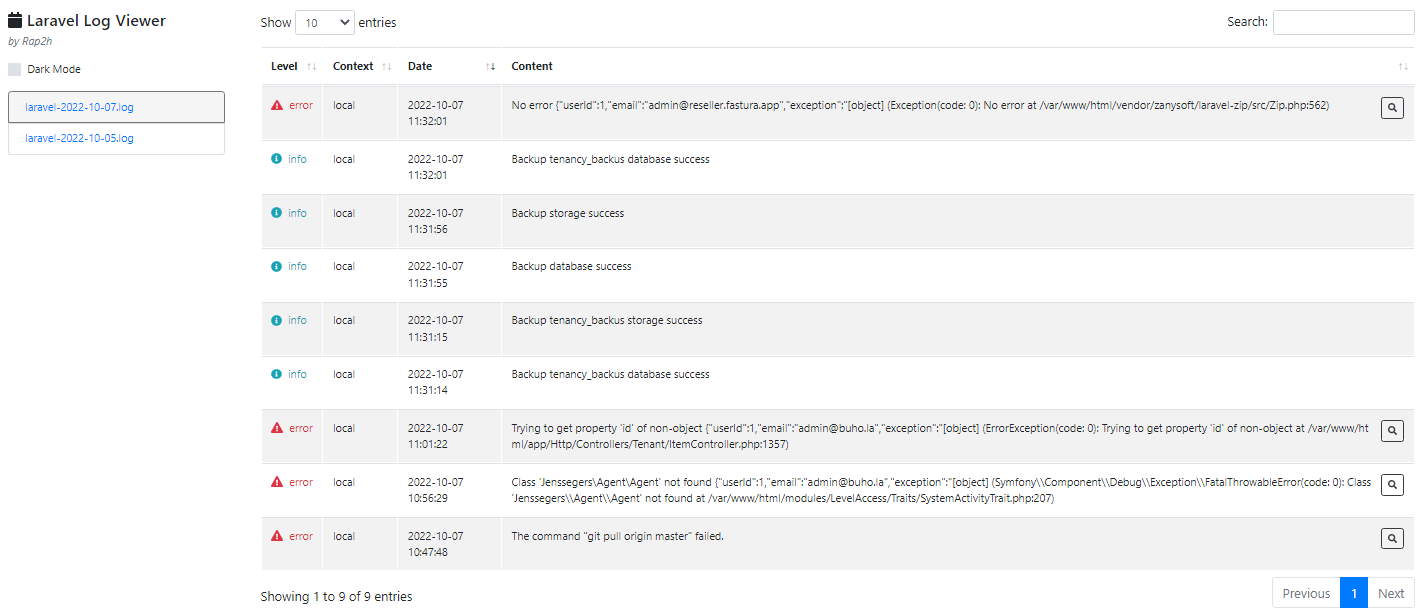 Laravel Log Viewer
by Rap2h
Dark Mode
laravel-2022-10-07.log
laravel-2022-10-05.log
Show 10 entries
Search:
Level Context Date Content
error local 2022-10-07 No error {"userId":1,"email":"admin@reseller.fastura.app","exception":"[object] (Exception(code: 0): No error at /var/www/html/vendor/zanysoft/laravel-zip/src/Zip.php:562)
11:32:01
info local 2022-10-07 Backup tenancy_backus database success
11:32:01
info local 2022-10-07 Backup storage success
11:31:56
info local 2022-10-07 Backup database success
11:31:55
info local 2022-10-07 Backup tenancy_backus storage success
11:31:15
info local 2022-10-07 Backup tenancy_backus database success
11:31:14
error local 2022-10-07 Trying to get property 'id' of non-object {"userId":1,"email":"admin@buho.la","exception":"[object] (ErrorException(code: 0): Trying to get property 'id' of non-object at /var/www/ht
11:01:22 ml/app/Http/Controllers/Tenant/ItemController.php:1357)
error local 2022-10-07 Class 'Jenssegers\Agent\Agent' not found {"userId":1,"email":"admin@buho.la","exception":"[object] (Symfony\\Component\\Debug\\Exception\\FatalThrowableError(code: 0): Class
10:56:29 'Jenssegers\\Agent\\Agent' not found at /var/www/html/modules/LevelAccess/Traits/SystemActivityTrait.php:207)
error local 2022-10-07 The command "git pull origin master" failed.
10:47:48
Showing 1 to 9 of 9 entries
Previous 1 Next